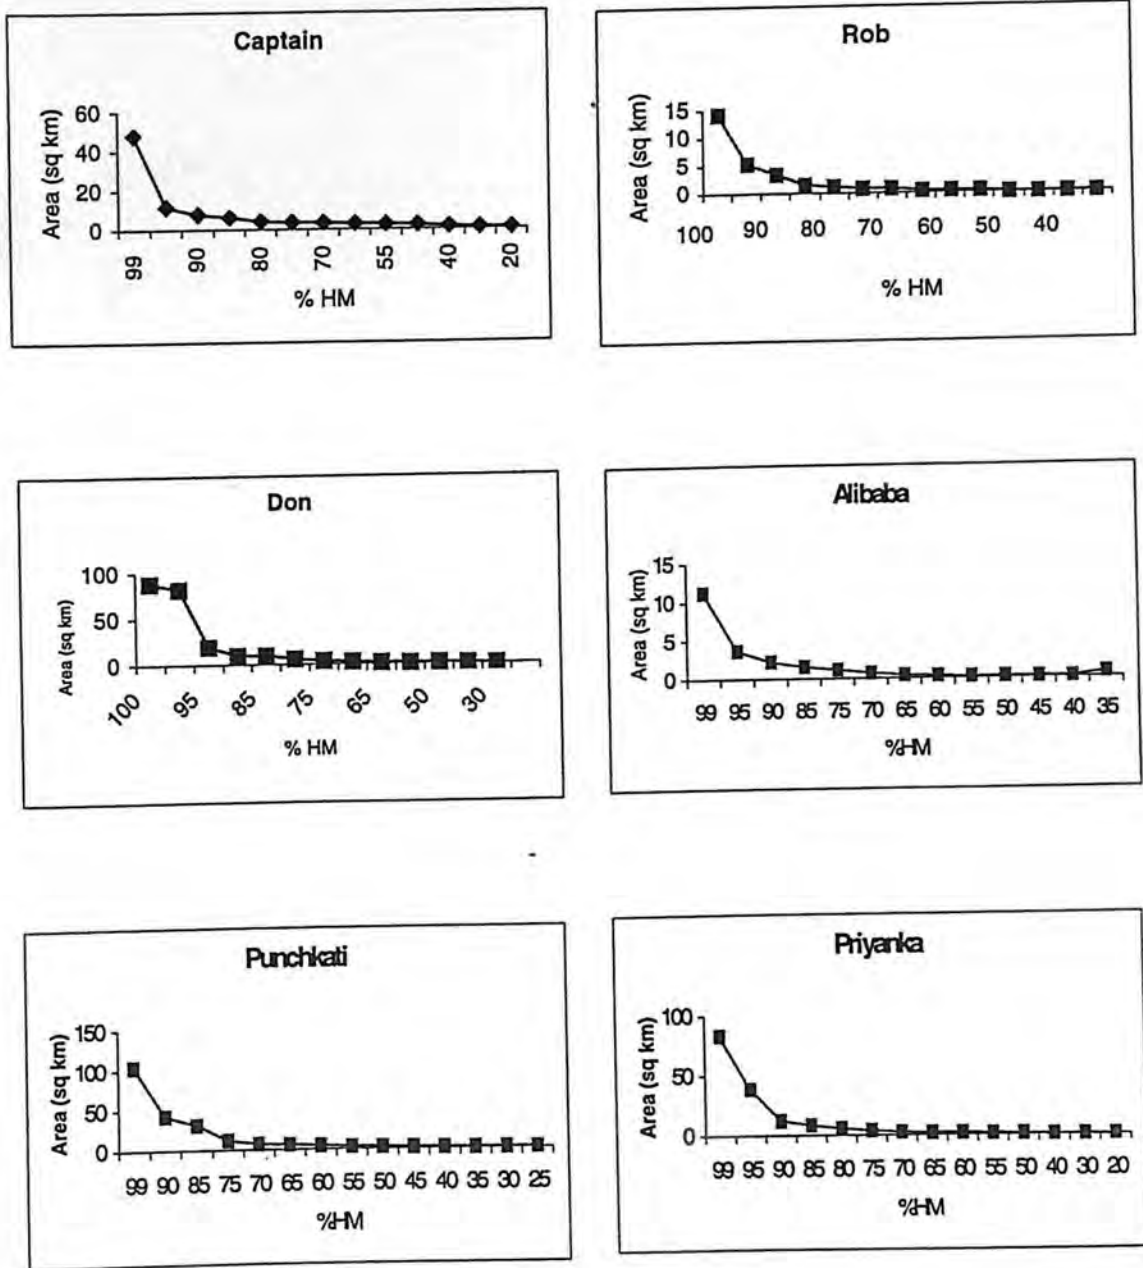 Captain
Area (sq km)
60
40
20
0
99 90 80 70 55 40 20
% HM
Rob
Area (sq km)
15
10
5
0
100 90 80 70 60 50 40
% HM
Don
Area (sq km)
100
50
0
100 95 85 75 65 50 30
% HM
Alibaba
Area (sq km)
15
10
5
0
99 95 90 85 75 70 65 60 55 50 45 40 35
%HM
Punchkati
Area (sq km)
150
100
50
0
99 90 85 75 70 65 60 55 50 45 40 35 30 25
%HM
Priyanka
Area (sq km)
100
50
0
99 95 90 85 80 75 70 65 60 55 50 40 30 20
%HM